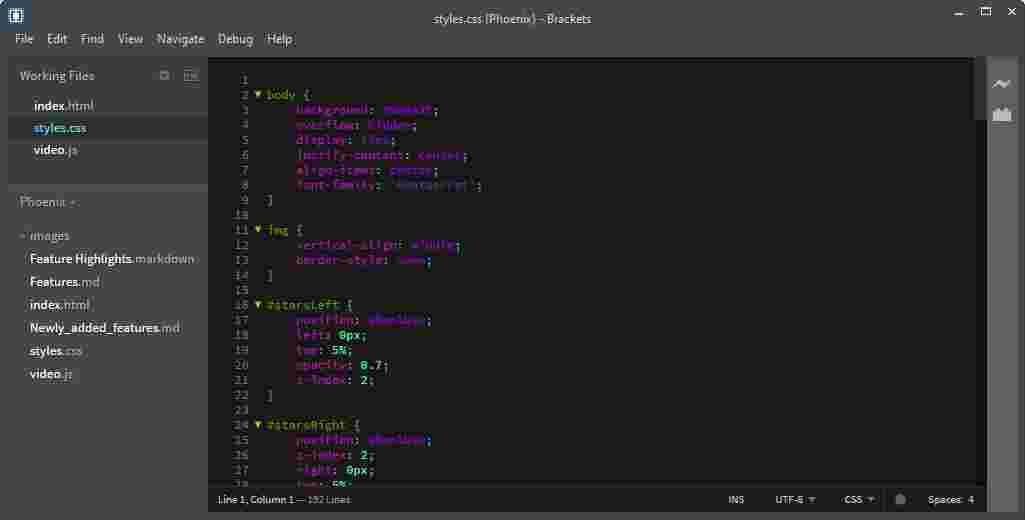 styles.css (Phoenix) - Brackets
File Edit Find View Navigate Debug Help
Working Files
index.html
styles.css
video.js
Phoenix
images
Feature Highlights.markdown
Features.md
index.html
Newly_added_features.md
styles.css
video.js
1
2 body {
3 background: ;
4 overflow: hidden;
5 display: flex;
6 justify-content: center;
7 align-items: center;
8 font-family: ;
9 }
10
11 img {
12 vertical-align: middle;
13 border-style: none;
14 }
15
16 #starsLeft {
17 position: absolute;
18 left: 0px;
19 top: 5%;
20 opacity: 0.7;
21 z-index: 2;
22 }
23
24 #starsRight {
25 position: absolute;
26 z-index: 2;
27 right: 0px;
28 top: 5%;
Line 1, Column 1 — 192 Lines
INS UTF-8 CSS Spaces: 4